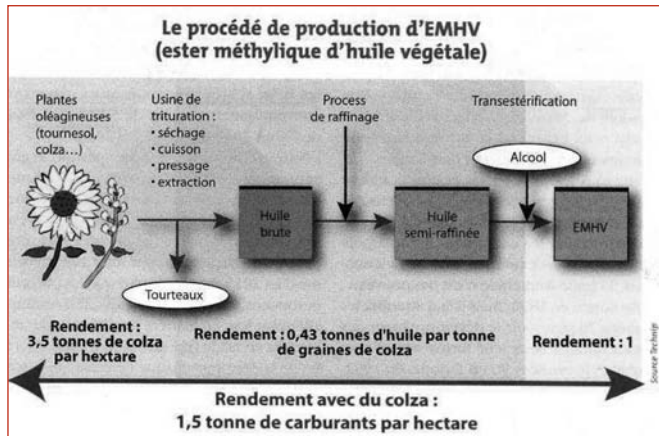 Le procédé de production d'EMHV
(ester méthylique d'huile végétale)
Plantes
oléagineuses
(tournesol,
colza...)
Usine de
trituration :
• séchage
• cuisson
• pressage
• extraction
Process
de raffinage
Transestérification
Alcool
Huile
brute
Huile
semi-raffinée
EMHV
Tourteaux
Rendement :
3,5 tonnes de colza
par hextare
Rendement : 0,43 tonnes d'huile par tonne
de graines de colza
Rendement : 1
Source Technip
Rendement avec du colza :
1,5 tonne de carburants par hectare